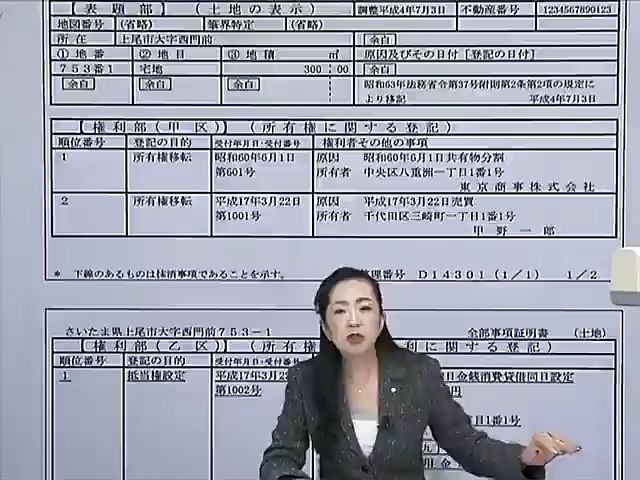 【 表 題 部 】 （ 土 地 の 表 示 ） 調製平成4年7月3日 不動産番号 1234567890123
地図番号 （省略） 筆界特定 （省略）
所 在 上尾市大字西門前 余白
① 地 番 ② 地 目 ③ 地 積 ㎡ 原因及びその日付［登記の日付］
７５３番１ 宅地 300 00 余白
余白 余白 余白 昭和63年法務省令第37号附則第2条第2項の規定に
より移記 平成4年7月3日
【 権 利 部 （ 甲 区 ） 】 （ 所 有 権 に 関 す る 登 記 ）
順位番号 登記の目的 受付年月日・受付番号 権利者その他の事項
1 所有権移転 昭和60年6月1日 原因 昭和60年6月1日共有物分割
第601号 所有者 中央区八重洲一丁目1番1号
東 京 商 事 株 式 会 社
2 所有権移転 平成17年3月22日 原因 平成17年3月22日売買
第1001号 所有者 千代田区三崎町一丁目1番1号
甲 野 一 郎
＊ 下線のあるものは抹消事項であることを示す。 整理番号 Ｄ１４３０１（１／１） １／２
さいたま県上尾市大字西門前７５３－１ 全部事項証明書 （土地）
【 権 利 部 （ 乙 区 ） 】 （ 所 有 権 利 に 関 す る 登 記 ）
順位番号 登記の目的 受付年月日・受付
1 抵当権設定 平成17年3月22 日金銭消費貸借同日設定
第1002号 円
目1番1号